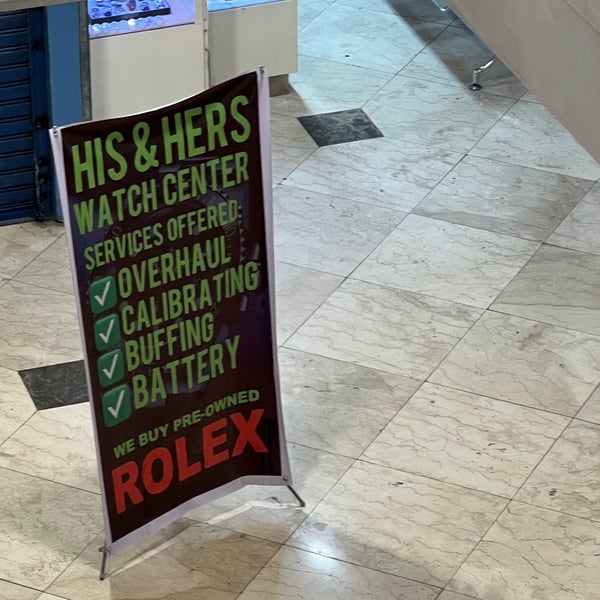 HIS & HERS
WATCH CENTER
SERVICES OFFERED:
OVERHAUL
CALIBRATING
BUFFING
BATTERY
WE BUY PRE-OWNED
ROLEX